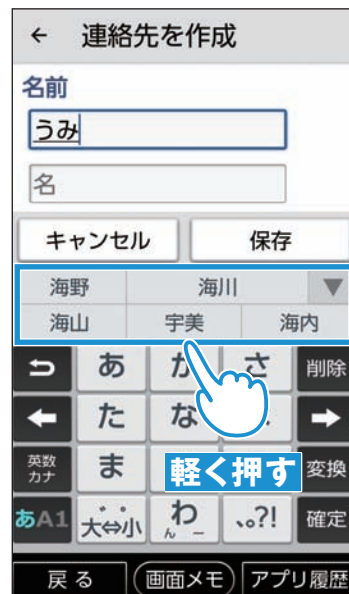 ← 連絡先を作成
名前
うみ
名
キャンセル 保存
海野 海川 ▼
海山 宇美 海内
あ か さ 削除
た な
英数カナ ま 変換
軽く押す
あA1 大⇔小 わ 、。?! 確定
ん ー
戻る 画面メモ アプリ履歴